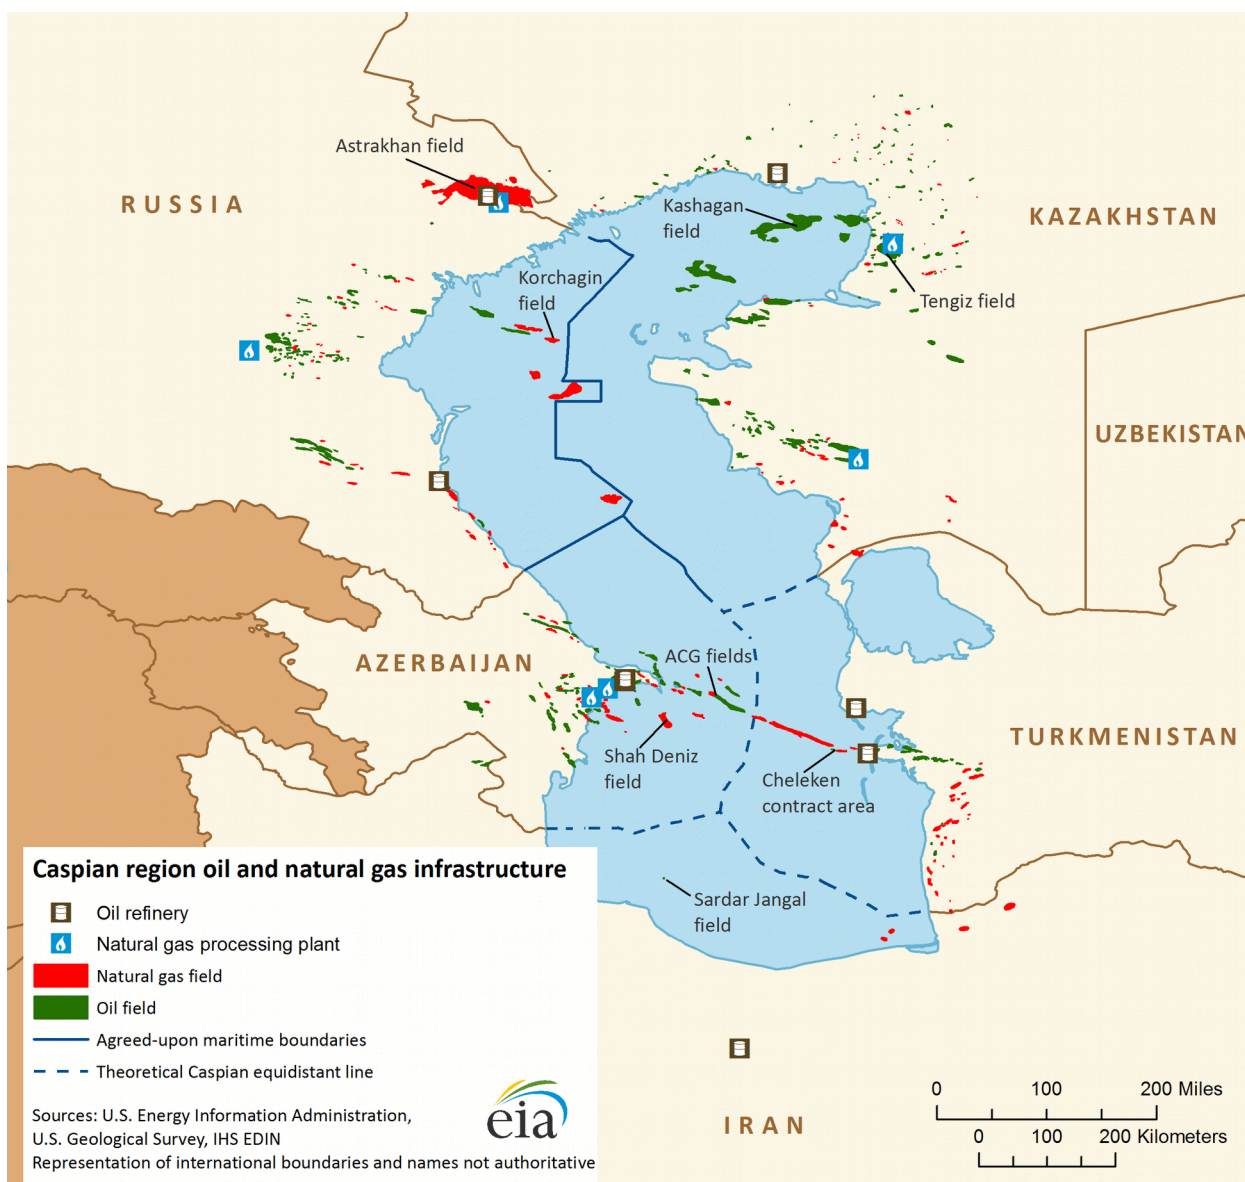 Astrakhan field
RUSSIA
Kashagan
field
KAZAKHSTAN
Korchagin
field
Tengiz field
UZBEKISTAN
AZERBAIJAN
ACG fields
TURKMENISTAN
Shah Deniz
field
Cheleken
contract area
Sardar Jangal
field
Caspian region oil and natural gas infrastructure
Oil refinery
Natural gas processing plant
Natural gas field
Oil field
Agreed-upon maritime boundaries
Theoretical Caspian equidistant line
Sources: U.S. Energy Information Administration,
U.S. Geological Survey, IHS EDIN
Representation of international boundaries and names not authoritative
eia
IRAN
0 100 200 Miles
0 100 200 Kilometers